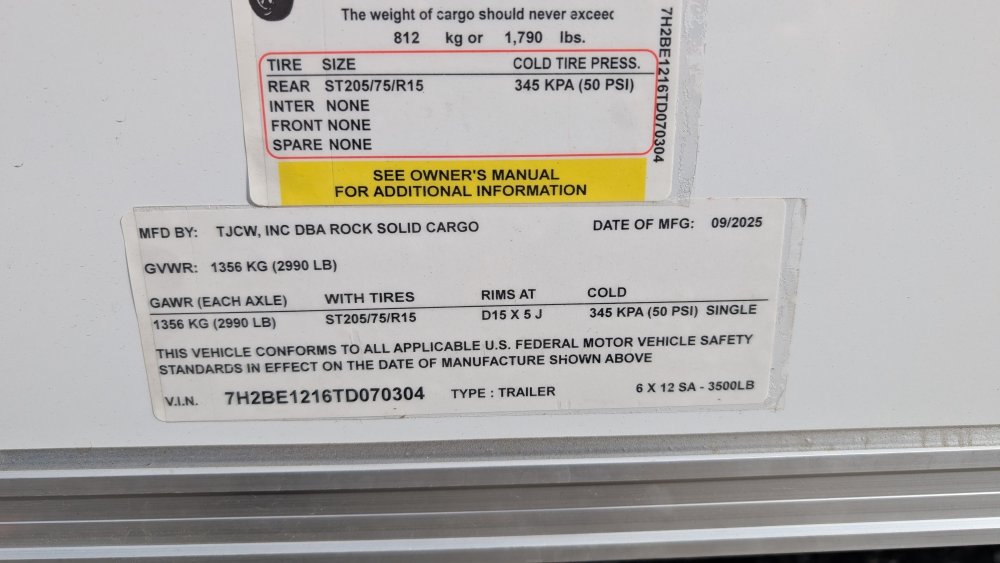 The weight of cargo should never exceed
812 kg or 1,790 lbs.
TIRE SIZE COLD TIRE PRESS.
REAR ST205/75/R15 345 KPA (50 PSI)
INTER NONE
FRONT NONE
SPARE NONE
SEE OWNER'S MANUAL
FOR ADDITIONAL INFORMATION
7H2BE1216TD070304
MFD BY: TJCW, INC DBA ROCK SOLID CARGO DATE OF MFG: 09/2025
GVWR: 1356 KG (2990 LB)
GAWR (EACH AXLE) WITH TIRES RIMS AT COLD
1356 KG (2990 LB) ST205/75/R15 D15 X 5 J 345 KPA (50 PSI) SINGLE
THIS VEHICLE CONFORMS TO ALL APPLICABLE U.S. FEDERAL MOTOR VEHICLE SAFETY
STANDARDS IN EFFECT ON THE DATE OF MANUFACTURE SHOWN ABOVE
V.I.N. 7H2BE1216TD070304 TYPE : TRAILER 6 X 12 SA - 3500LB